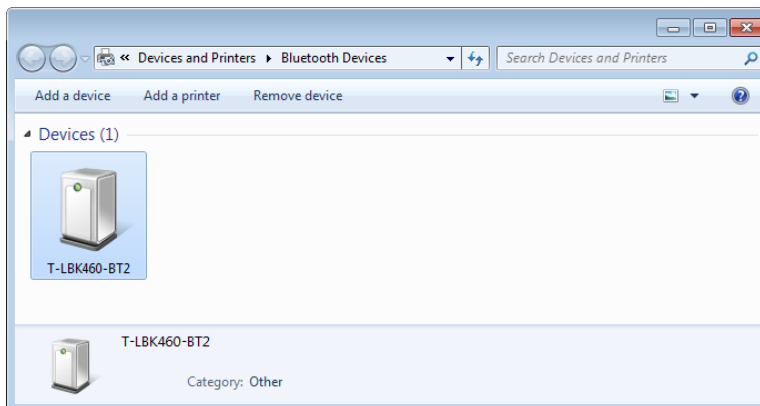 « Devices and Printers ▸ Bluetooth Devices
Search Devices and Printers
Add a device Add a printer Remove device
Devices (1)
T-LBK460-BT2
T-LBK460-BT2
Category: Other